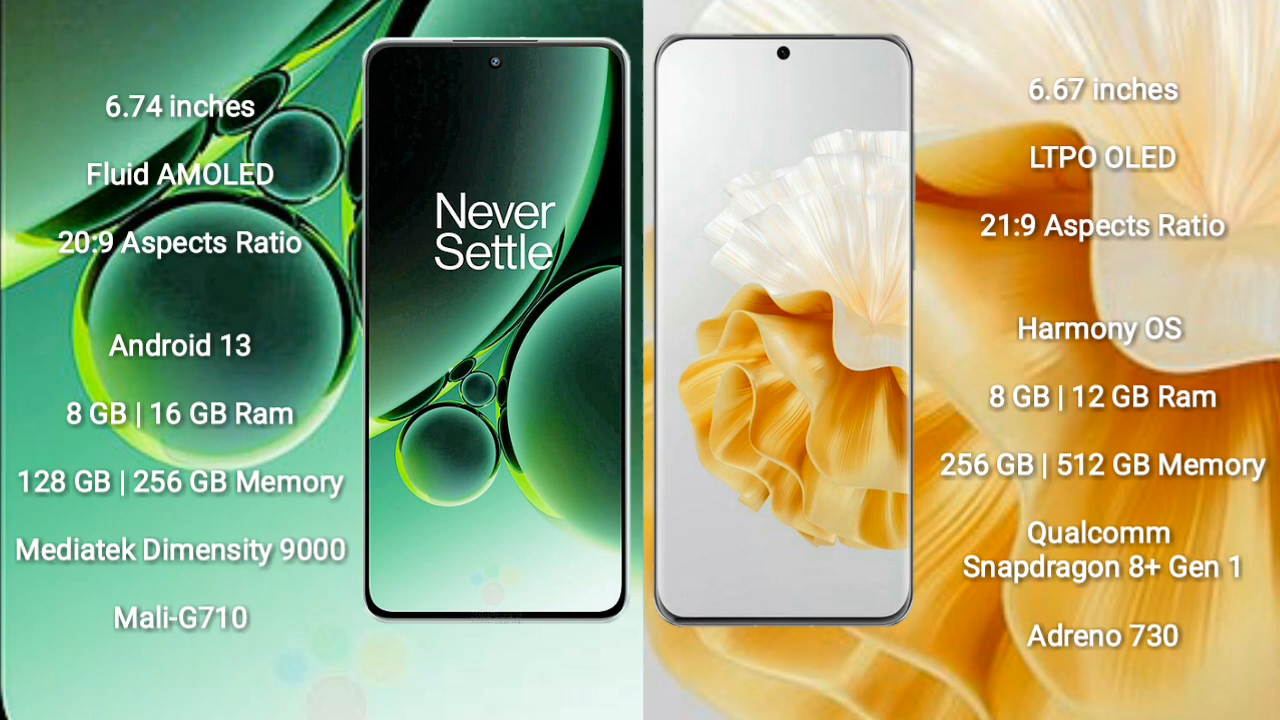 6.74 inches
Fluid AMOLED
20:9 Aspects Ratio
Android 13
8 GB | 16 GB Ram
128 GB | 256 GB Memory
Mediatek Dimensity 9000
Mali-G710
Never
Settle
6.67 inches
LTPO OLED
21:9 Aspects Ratio
Harmony OS
8 GB | 12 GB Ram
256 GB | 512 GB Memory
Qualcomm
Snapdragon 8+ Gen 1
Adreno 730